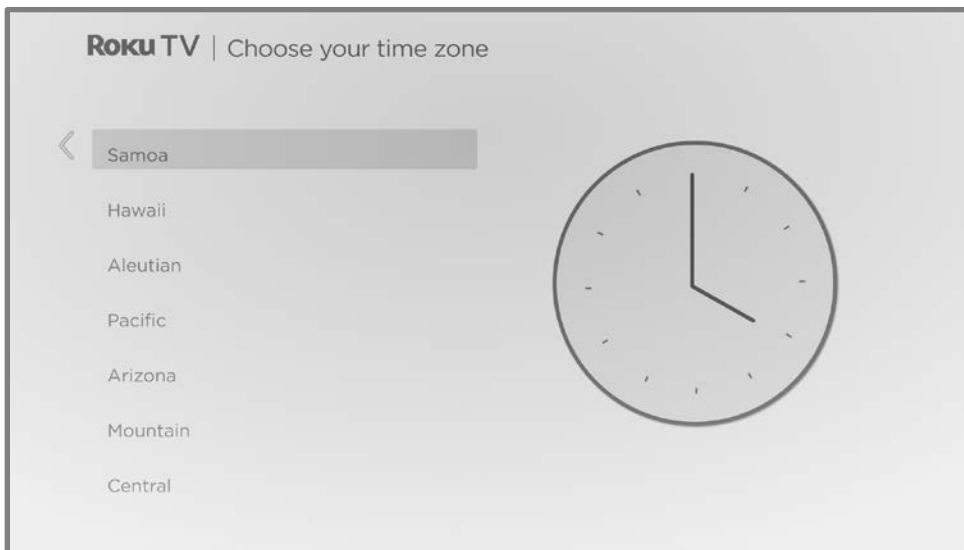 Roku TV | Choose your time zone
Samoa
Hawaii
Aleutian
Pacific
Arizona
Mountain
Central